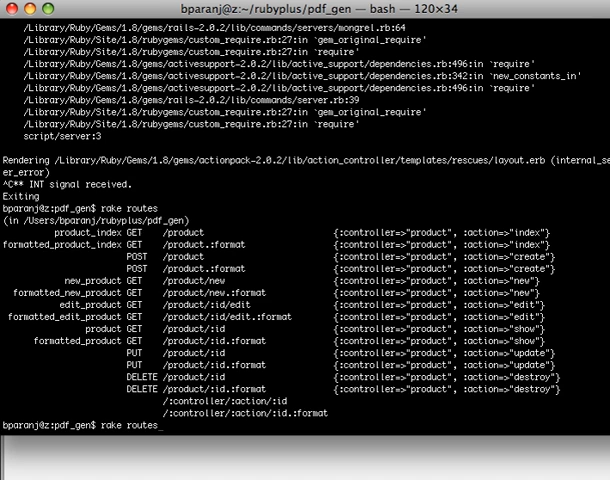 bparanj@z:~/rubyplus/pdf_gen — bash — 120×34
/Library/Ruby/Gems/1.8/gems/rails-2.0.2/lib/commands/servers/mongrel.rb:64
/Library/Ruby/Site/1.8/rubygems/custom_require.rb:27:in `gem_original_require'
/Library/Ruby/Site/1.8/rubygems/custom_require.rb:27:in `require'
/Library/Ruby/Gems/1.8/gems/activesupport-2.0.2/lib/active_support/dependencies.rb:496:in `require'
/Library/Ruby/Gems/1.8/gems/activesupport-2.0.2/lib/active_support/dependencies.rb:342:in `new_constants_in'
/Library/Ruby/Gems/1.8/gems/activesupport-2.0.2/lib/active_support/dependencies.rb:496:in `require'
/Library/Ruby/Gems/1.8/gems/rails-2.0.2/lib/commands/server.rb:39
/Library/Ruby/Site/1.8/rubygems/custom_require.rb:27:in `gem_original_require'
/Library/Ruby/Site/1.8/rubygems/custom_require.rb:27:in `require'
script/server:3
Rendering /Library/Ruby/Gems/1.8/gems/actionpack-2.0.2/lib/action_controller/templates/rescues/layout.erb (internal_se
er_error)
^C** INT signal received.
Exiting
bparanj@z:pdf_gen$ rake routes
(in /Users/bparanj/rubyplus/pdf_gen)
product_index GET /product {:controller=>"product", :action=>"index"}
formatted_product_index GET /product.:format {:controller=>"product", :action=>"index"}
POST /product {:controller=>"product", :action=>"create"}
POST /product.:format {:controller=>"product", :action=>"create"}
new_product GET /product/new {:controller=>"product", :action=>"new"}
formatted_new_product GET /product/new.:format {:controller=>"product", :action=>"new"}
edit_product GET /product/:id/edit {:controller=>"product", :action=>"edit"}
formatted_edit_product GET /product/:id/edit.:format {:controller=>"product", :action=>"edit"}
product GET /product/:id {:controller=>"product", :action=>"show"}
formatted_product GET /product/:id.:format {:controller=>"product", :action=>"show"}
PUT /product/:id {:controller=>"product", :action=>"update"}
PUT /product/:id.:format {:controller=>"product", :action=>"update"}
DELETE /product/:id {:controller=>"product", :action=>"destroy"}
DELETE /product/:id.:format {:controller=>"product", :action=>"destroy"}
/:controller/:action/:id
/:controller/:action/:id.:format
bparanj@z:pdf_gen$ rake routes